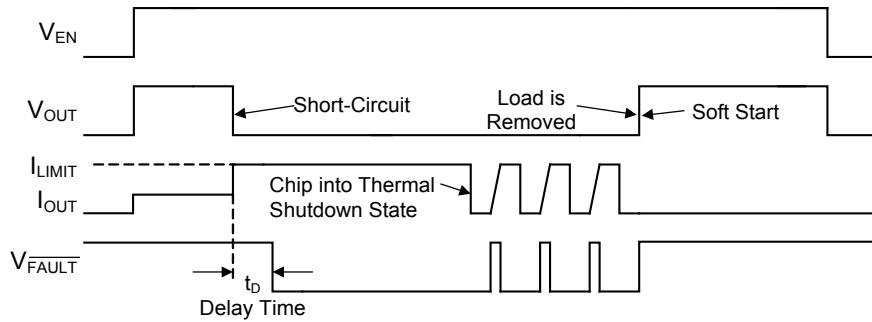 V_EN
V_OUT
Short-Circuit
Load is
Removed
Soft Start
I_LIMIT
I_OUT
Chip into Thermal
Shutdown State
V_FAULT
t_D
Delay Time